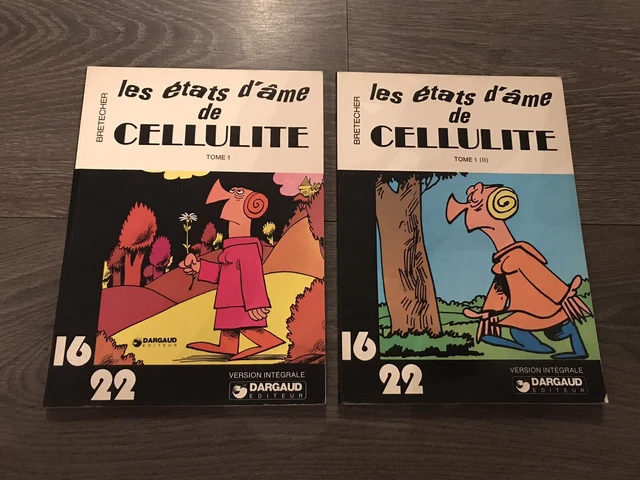 BRETECHER
les états d'âme
de
CELLULITE
TOME 1
DARGAUD
EDITEUR
16
22
VERSION INTÉGRALE
DARGAUD
EDITEUR
BRETECHER
les états d'âme
de
CELLULITE
TOME 1 (II)
16
22
VERSION INTÉGRALE
DARGAUD
EDITEUR